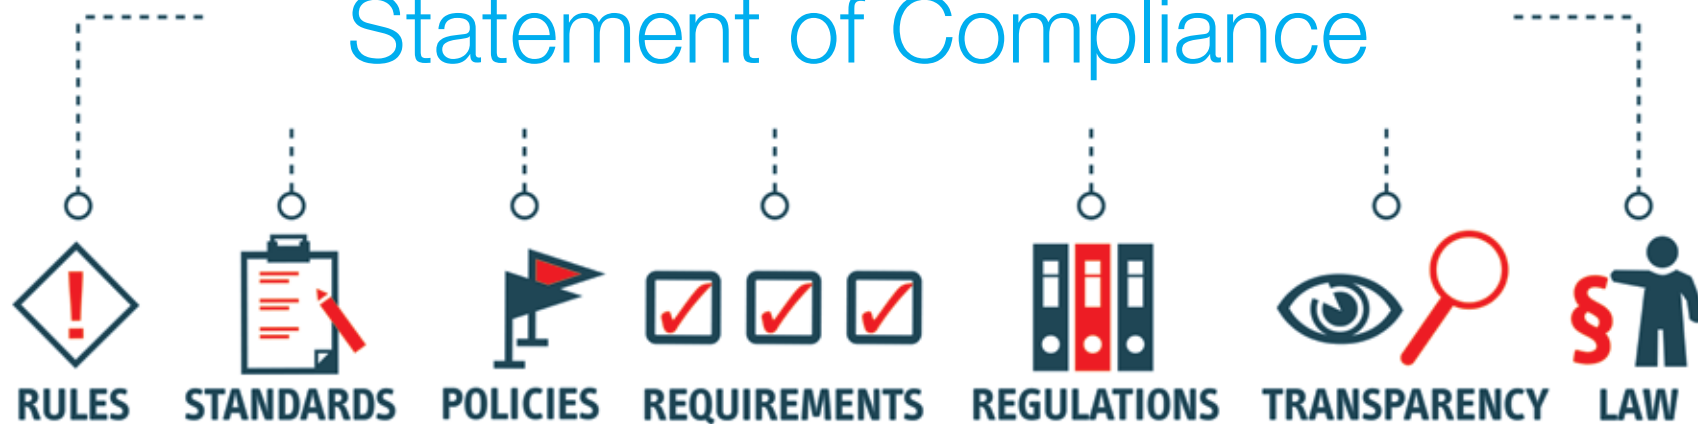 Statement of Compliance
!
§
RULES STANDARDS POLICIES REQUIREMENTS REGULATIONS TRANSPARENCY LAW